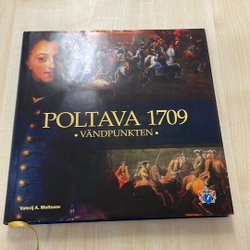 POLTAVA 1709
• VÄNDPUNKTEN •
Valerij A. Moltusov